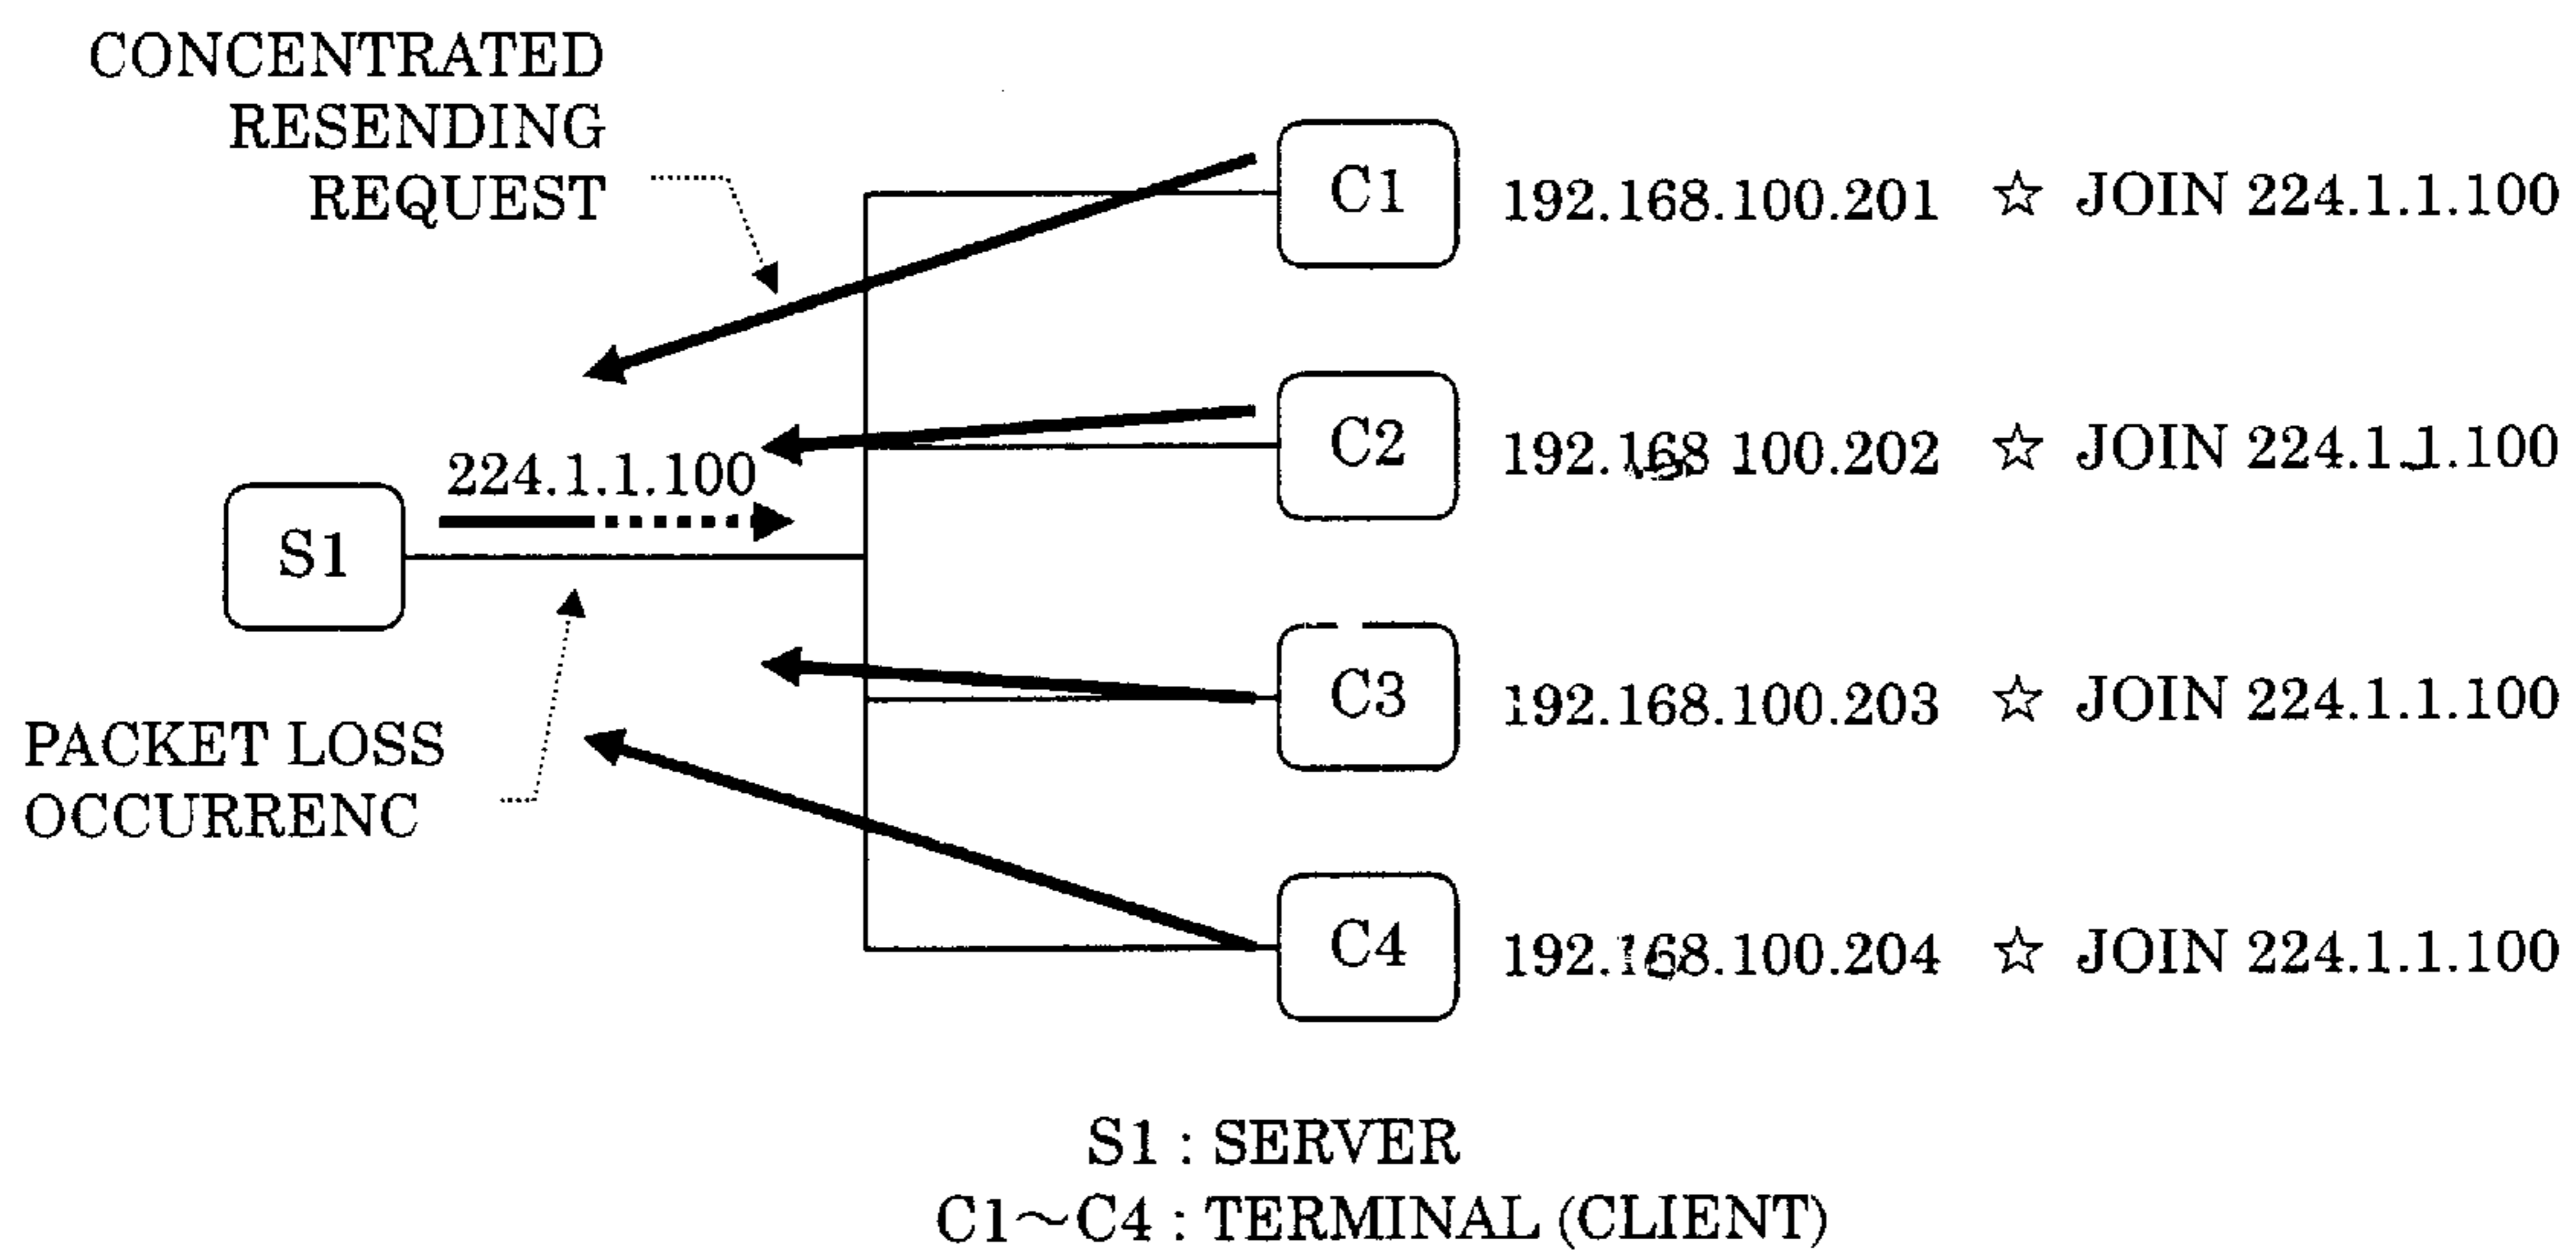 CONCENTRATED
RESENDING
REQUEST
C1 192.168.100.201 ☆ JOIN 224.1.1.100
C2 192.168 100.202 ☆ JOIN 224.1.1.100
224.1.1.100
S1
C3 192.168.100.203 ☆ JOIN 224.1.1.100
PACKET LOSS
OCCURRENC
C4 192.168.100.204 ☆ JOIN 224.1.1.100
S1 : SERVER
C1～C4 : TERMINAL (CLIENT)